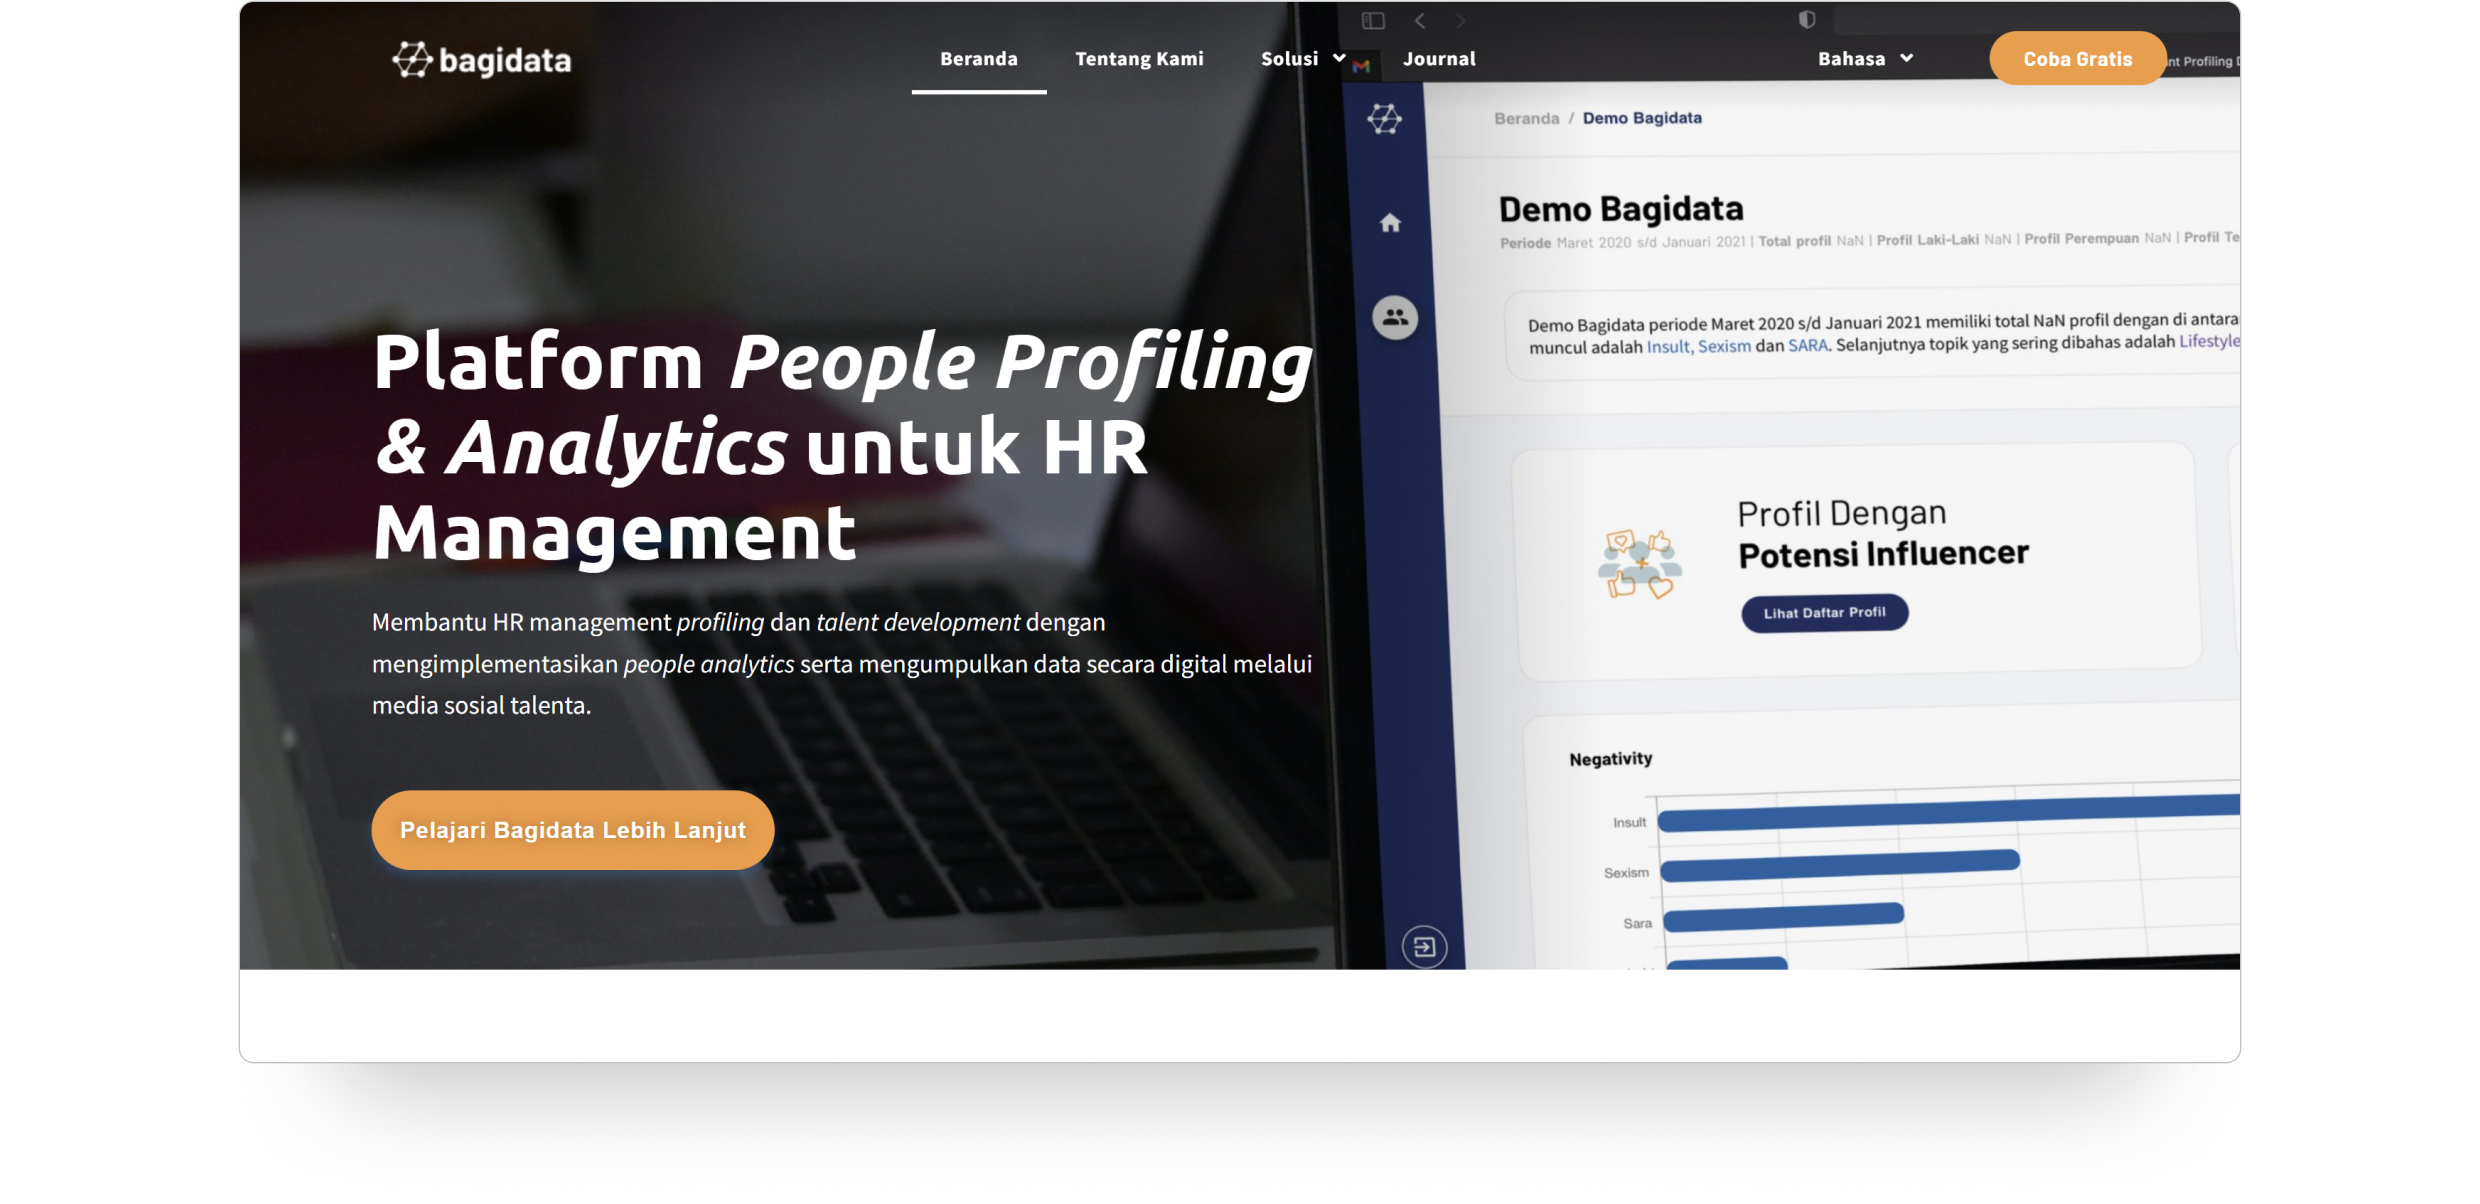 bagidata
Beranda
Tentang Kami
Solusi
Journal
Bahasa
Coba Gratis
nt Profiling
Beranda / Demo Bagidata
Demo Bagidata
Periode Maret 2020 s/d Januari 2021 | Total profil NaN | Profil Laki-Laki NaN | Profil Perempuan NaN | Profil Te
Demo Bagidata periode Maret 2020 s/d Januari 2021 memiliki total NaN profil dengan di antara
muncul adalah Insult, Sexism dan SARA. Selanjutnya topik yang sering dibahas adalah Lifestyle
Platform People Profiling
& Analytics untuk HR
Management
Membantu HR management profiling dan talent development dengan
mengimplementasikan people analytics serta mengumpulkan data secara digital melalui
media sosial talenta.
Pelajari Bagidata Lebih Lanjut
Profil Dengan
Potensi Influencer
Lihat Daftar Profil
Negativity
Insult
Sexism
Sara